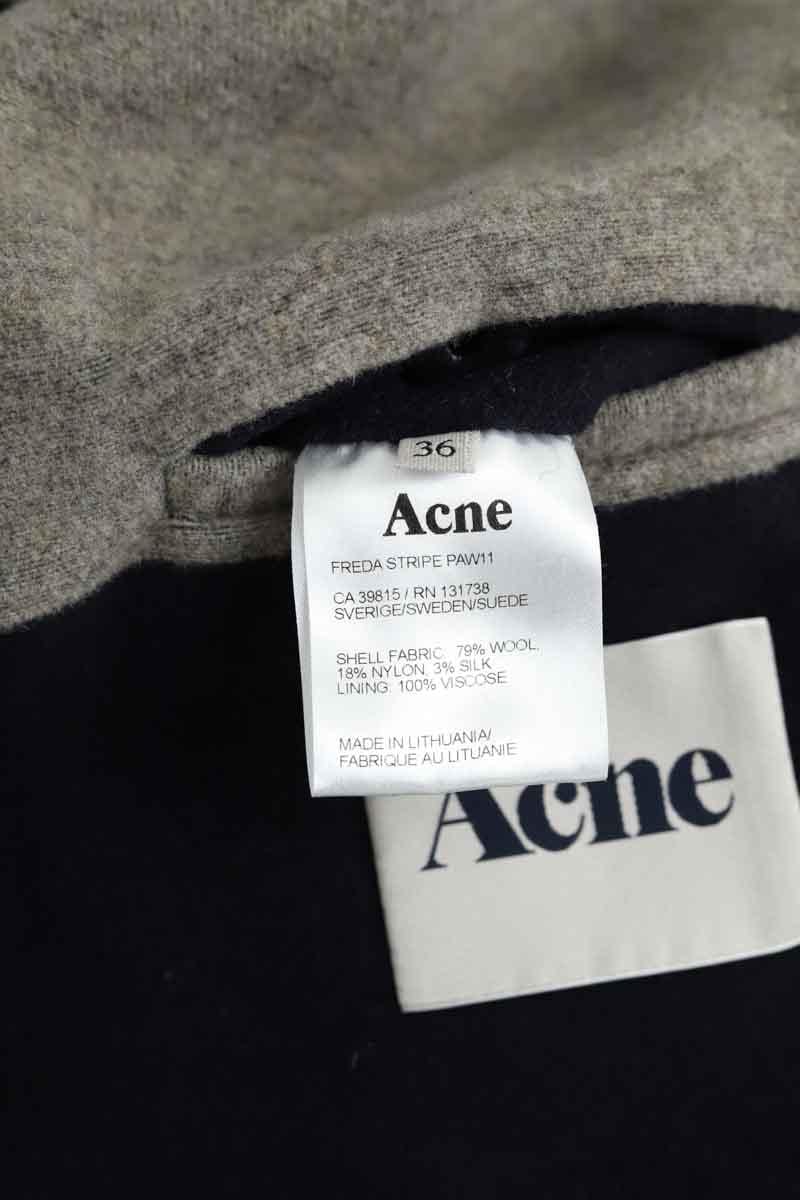 36
Acne
FREDA STRIPE PAW11
CA 39815 / RN 131738
SVERIGE/SWEDEN/SUEDE
SHELL FABRIC: 79% WOOL,
18% NYLON, 3% SILK
LINING: 100% VISCOSE
MADE IN LITHUANIA/
FABRIQUE AU LITUANIE
Acne